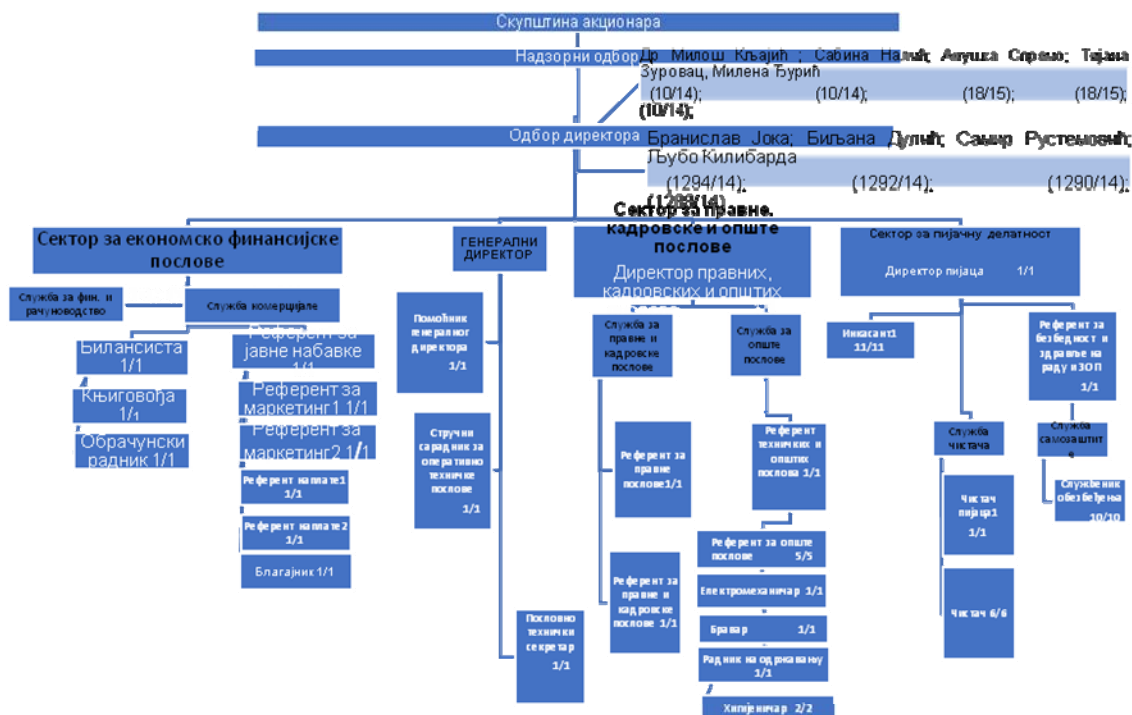 Скупштина акционара
Надзорни одбор
Др Милош Кљајић ; Сабина Налић; Анушка Спремо; Тијана
Зуровац, Милена Ђурић
(10/14); (10/14); (18/15); (18/15);
(10/14);
Одбор директора
Бранислав Јока; Биљана Дулић; Самир Рустемовић;
Љубо Килибарда
(1294/14); (1292/14); (1290/14);
Сектор за економско финансијске
послове
Служба за фин. и
рачуноводство
Служба комерцијале
Билансиста
1/1
Књиговођа
1/1
Обрачунски
радник 1/1
Референт за
јавне набавке
1/1
Референт за
маркетинг1 1/1
Референт за
маркетинг2 1/1
Референт наплате1
1/1
Референт наплате2
1/1
Благајник 1/1
ГЕНЕРАЛНИ
ДИРЕКТОР
Помоћник
генералног
директора
1/1
Стручни
сарадник за
оперативно
техничке
послове
1/1
Пословно
технички
секретар
1/1
Сектор за правне,
кадровске и опште
послове
Директор правних,
кадровских и општих
Служба за
правне и
кадровске
послове
Референт за
правне
послове1/1
Референт за
правне и
кадровске
послове 1/1
Служба за
опште
послове
Референт
техничких и
општих
послова 1/1
Референт за опште
послове 5/5
Електромеханичар 1/1
Бравар 1/1
Радник на одржавању
1/1
Хигијеничар 2/2
Сектор за пијачну делатност
Директор пијаца 1/1
Инкасант1
11/11
Служба
чистача
Чистач
пијаца1
1/1
Чистач 6/6
Референт за
безбедност и
здравље на
раду и ЗОП
1/1
Служба
самозаштит
е
Службеник
обезбеђења
10/10